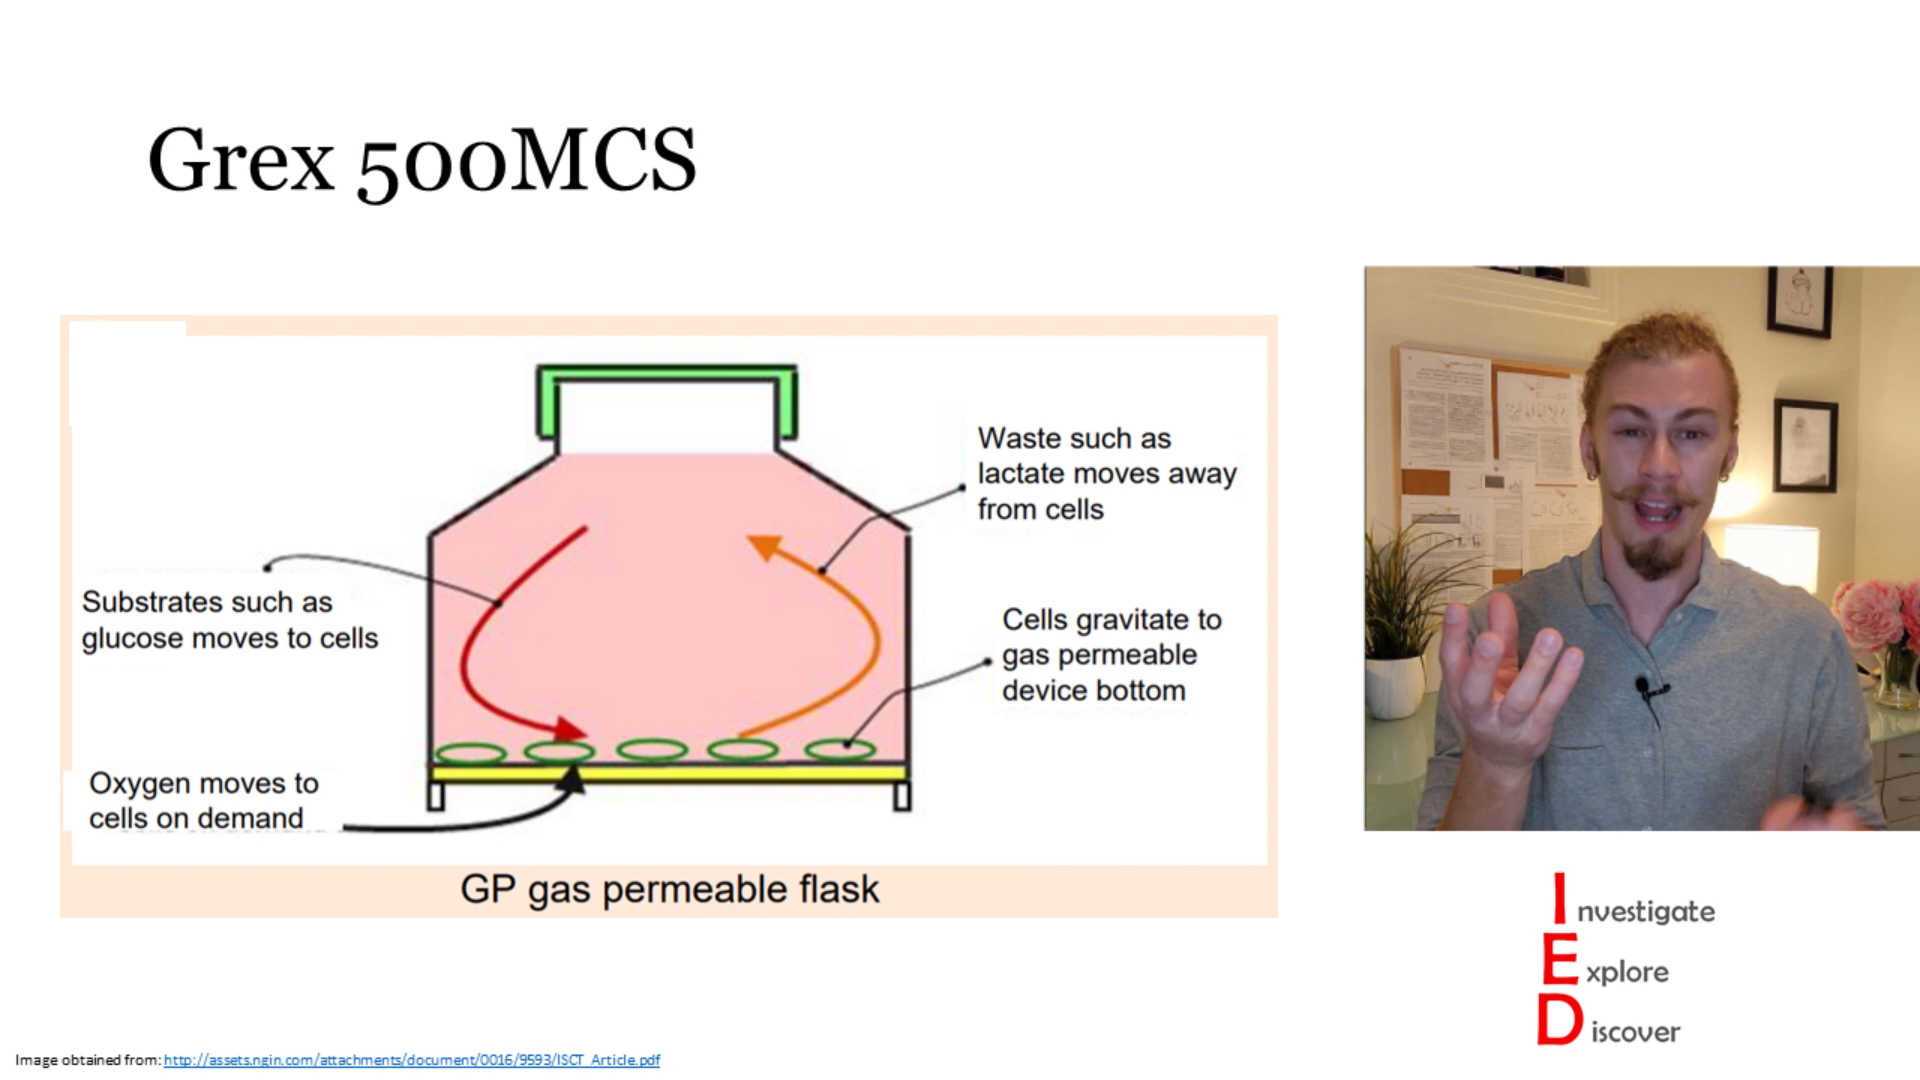 Grex 500MCS
Waste such as
lactate moves away
from cells
Substrates such as
glucose moves to cells
Cells gravitate to
gas permeable
device bottom
Oxygen moves to
cells on demand
GP gas permeable flask
Investigate
Explore
Discover
Image obtained from: http://assets.ngin.com/attachments/document/0016/9593/ISCT_Article.pdf